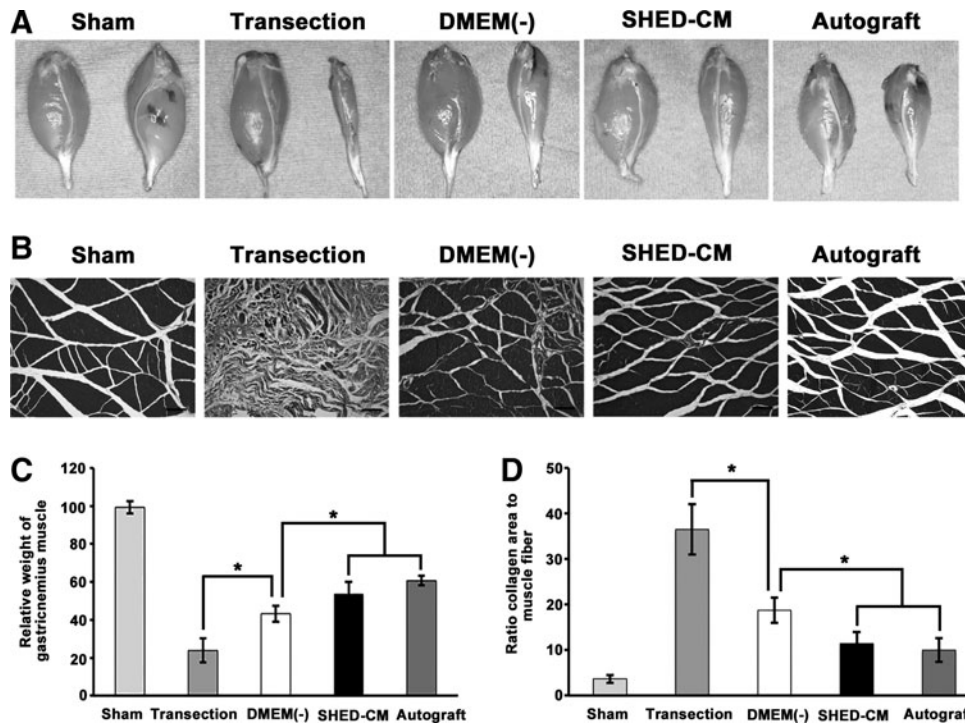 A
Sham Transection DMEM(-) SHED-CM Autograft
B
Sham Transection DMEM(-) SHED-CM Autograft
C
Relative weight of
gastricnemius muscle
120
100
80
60
40
20
0
*
*
Sham Transection DMEM(-) SHED-CM Autograft
D
Ratio collagen area to
muscle fiber
50
40
30
20
10
0
*
*
Sham Transection DMEM(-) SHED-CM Autograft